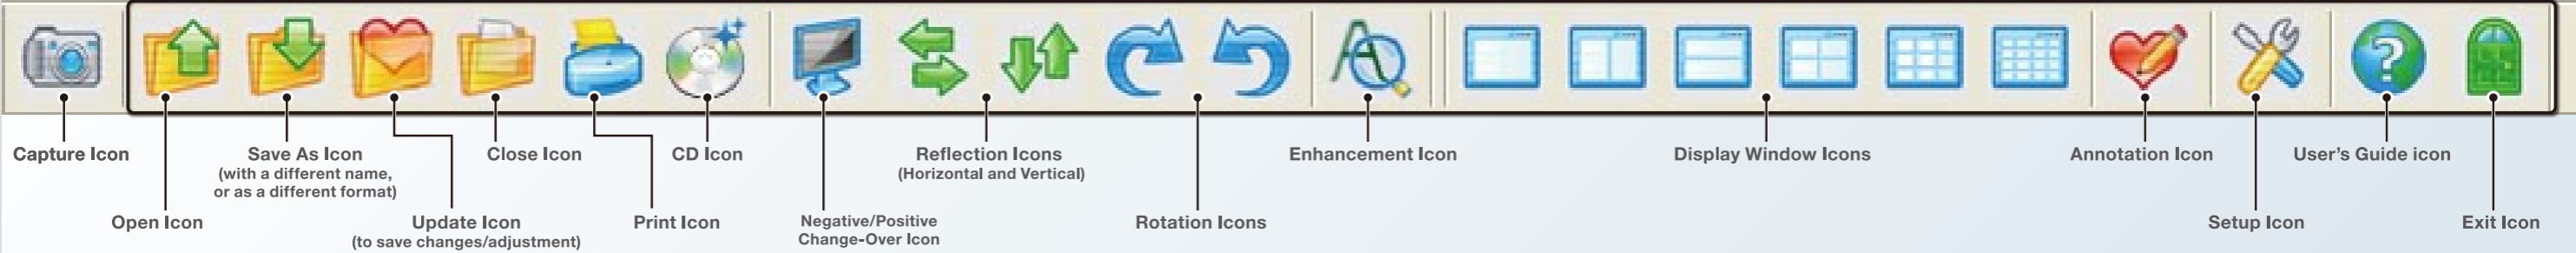 Capture Icon
Open Icon
Save As Icon
(with a different name,
or as a different format)
Update Icon
(to save changes/adjustment)
Close Icon
Print Icon
CD Icon
Negative/Positive
Change-Over Icon
Reflection Icons
(Horizontal and Vertical)
Rotation Icons
Enhancement Icon
Display Window Icons
Annotation Icon
Setup Icon
User's Guide icon
Exit Icon